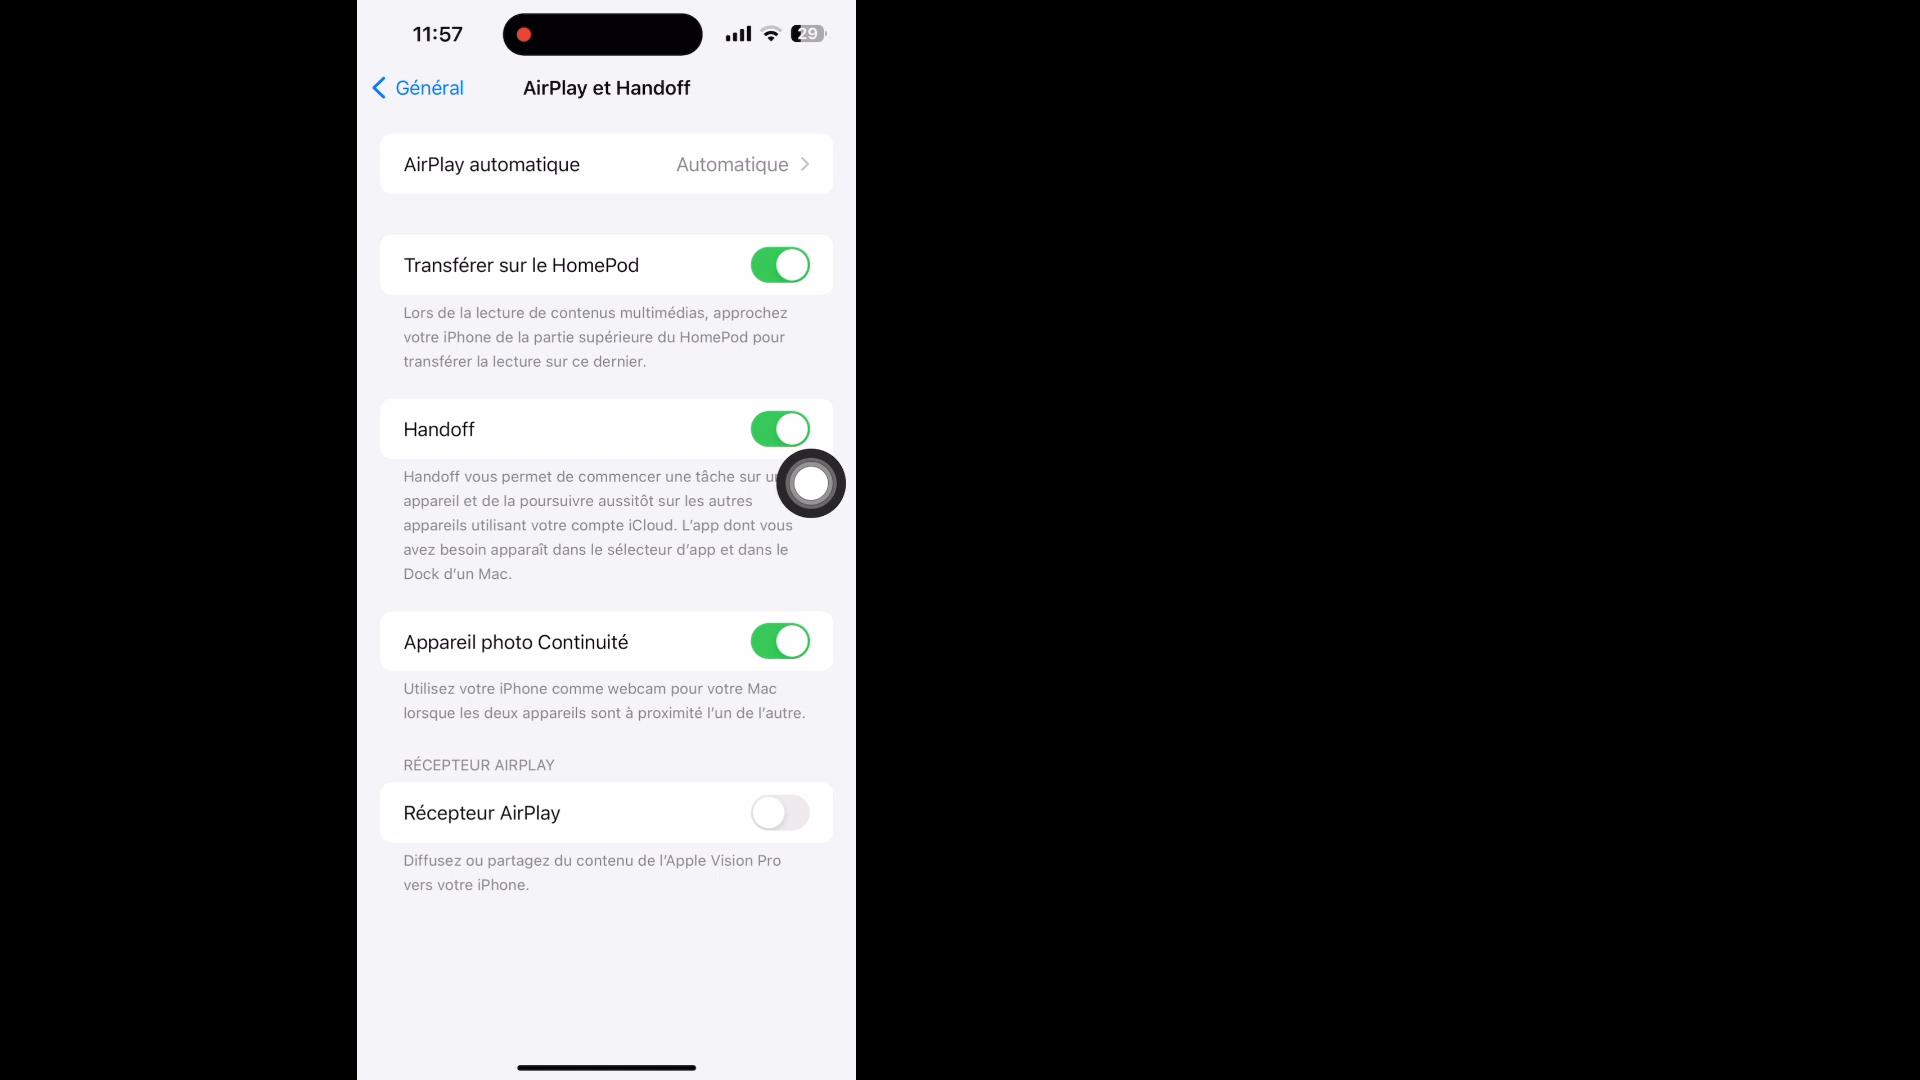 11:57
29
Général
AirPlay et Handoff
AirPlay automatique
Automatique
Transférer sur le HomePod
Lors de la lecture de contenus multimédias, approchez
votre iPhone de la partie supérieure du HomePod pour
transférer la lecture sur ce dernier.
Handoff
Handoff vous permet de commencer une tâche sur
appareil et de la poursuivre aussitôt sur les autres
appareils utilisant votre compte iCloud. L’app dont vous
avez besoin apparaît dans le sélecteur d’app et dans le
Dock d’un Mac.
Appareil photo Continuité
Utilisez votre iPhone comme webcam pour votre Mac
lorsque les deux appareils sont à proximité l’un de l’autre.
RÉCEPTEUR AIRPLAY
Récepteur AirPlay
Diffusez ou partagez du contenu de l’Apple Vision Pro
vers votre iPhone.